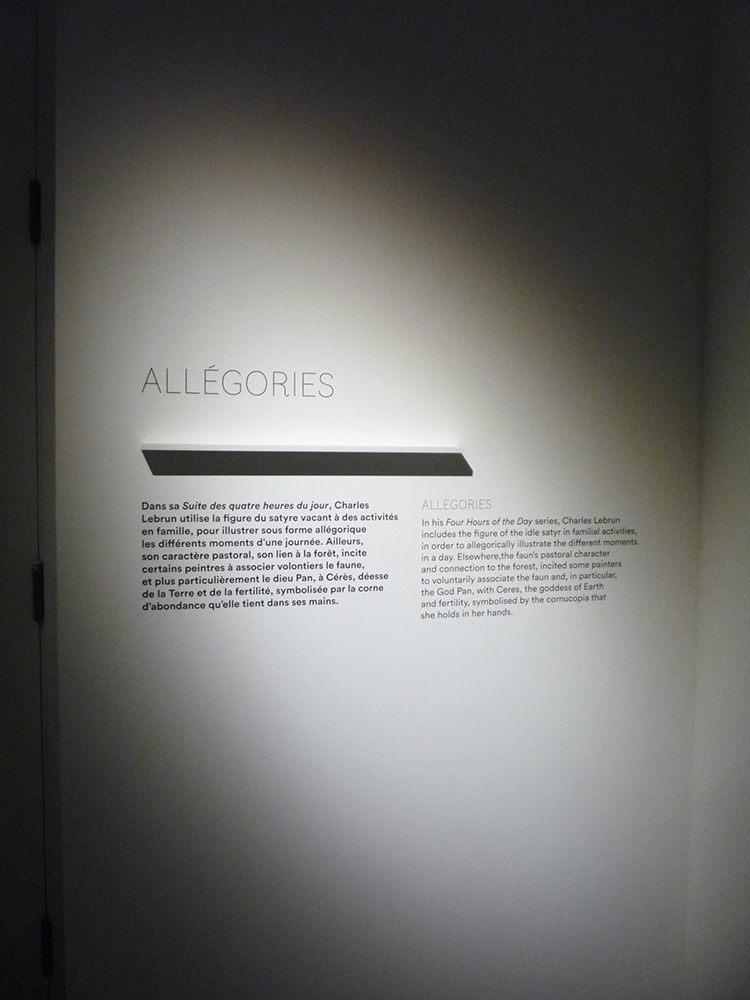 ALLÉGORIES
Dans sa Suite des quatre heures du jour, Charles
Lebrun utilise la figure du satyre vacant à des activités
en famille, pour illustrer sous forme allégorique
les différents moments d'une journée. Ailleurs,
son caractère pastoral, son lien à la forêt, incite
certains peintres à associer volontiers le faune,
et plus particulièrement le dieu Pan, à Cérès, déesse
de la Terre et de la fertilité, symbolisée par la corne
d'abondance qu'elle tient dans ses mains.
ALLEGORIES
In his Four Hours of the Day series, Charles Lebrun
includes the figure of the idle satyr in familial activities,
in order to allegorically illustrate the different moments
in a day. Elsewhere,the faun's pastoral character
and connection to the forest, incited some painters
to voluntarily associate the faun and, in particular,
the God Pan, with Ceres, the goddess of Earth
and fertility, symbolised by the cornucopia that
she holds in her hands.